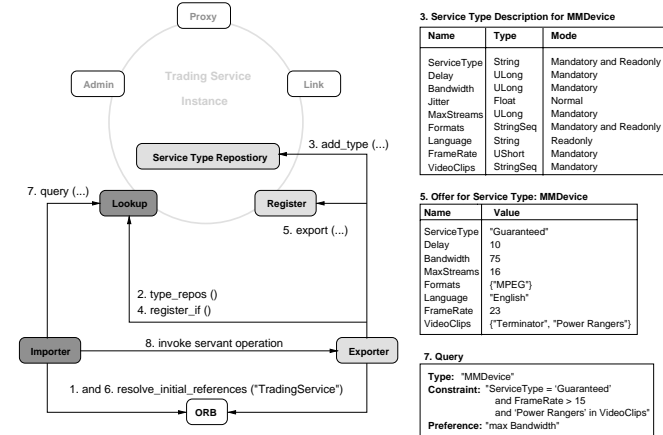 Proxy
Trading Service
Instance
Admin
Link
3. add_type (...)
Service Type Repostiory
7. query (...)
Lookup
Register
5. export (...)
2. type_repos ()
4. register_if ()
8. invoke servant operation
Importer
Exporter
1. and 6. resolve_initial_references ("TradingService")
ORB
3. Service Type Description for MMDevice
Name Type Mode
ServiceType String Mandatory and Readonly
Delay ULong Mandatory
Bandwidth ULong Mandatory
Jitter Float Normal
MaxStreams ULong Mandatory
Formats StringSeq Mandatory and Readonly
Language String Readonly
FrameRate UShort Mandatory
VideoClips StringSeq Mandatory
5. Offer for Service Type: MMDevice
Name Value
ServiceType "Guaranteed"
Delay 10
Bandwidth 75
MaxStreams 16
Formats {"MPEG"}
Language "English"
FrameRate 23
VideoClips {"Terminator", "Power Rangers"}
7. Query
Type: "MMDevice"
Constraint: "ServiceType = 'Guaranteed'
and FrameRate > 15
and 'Power Rangers' in VideoClips"
Preference: "max Bandwidth"